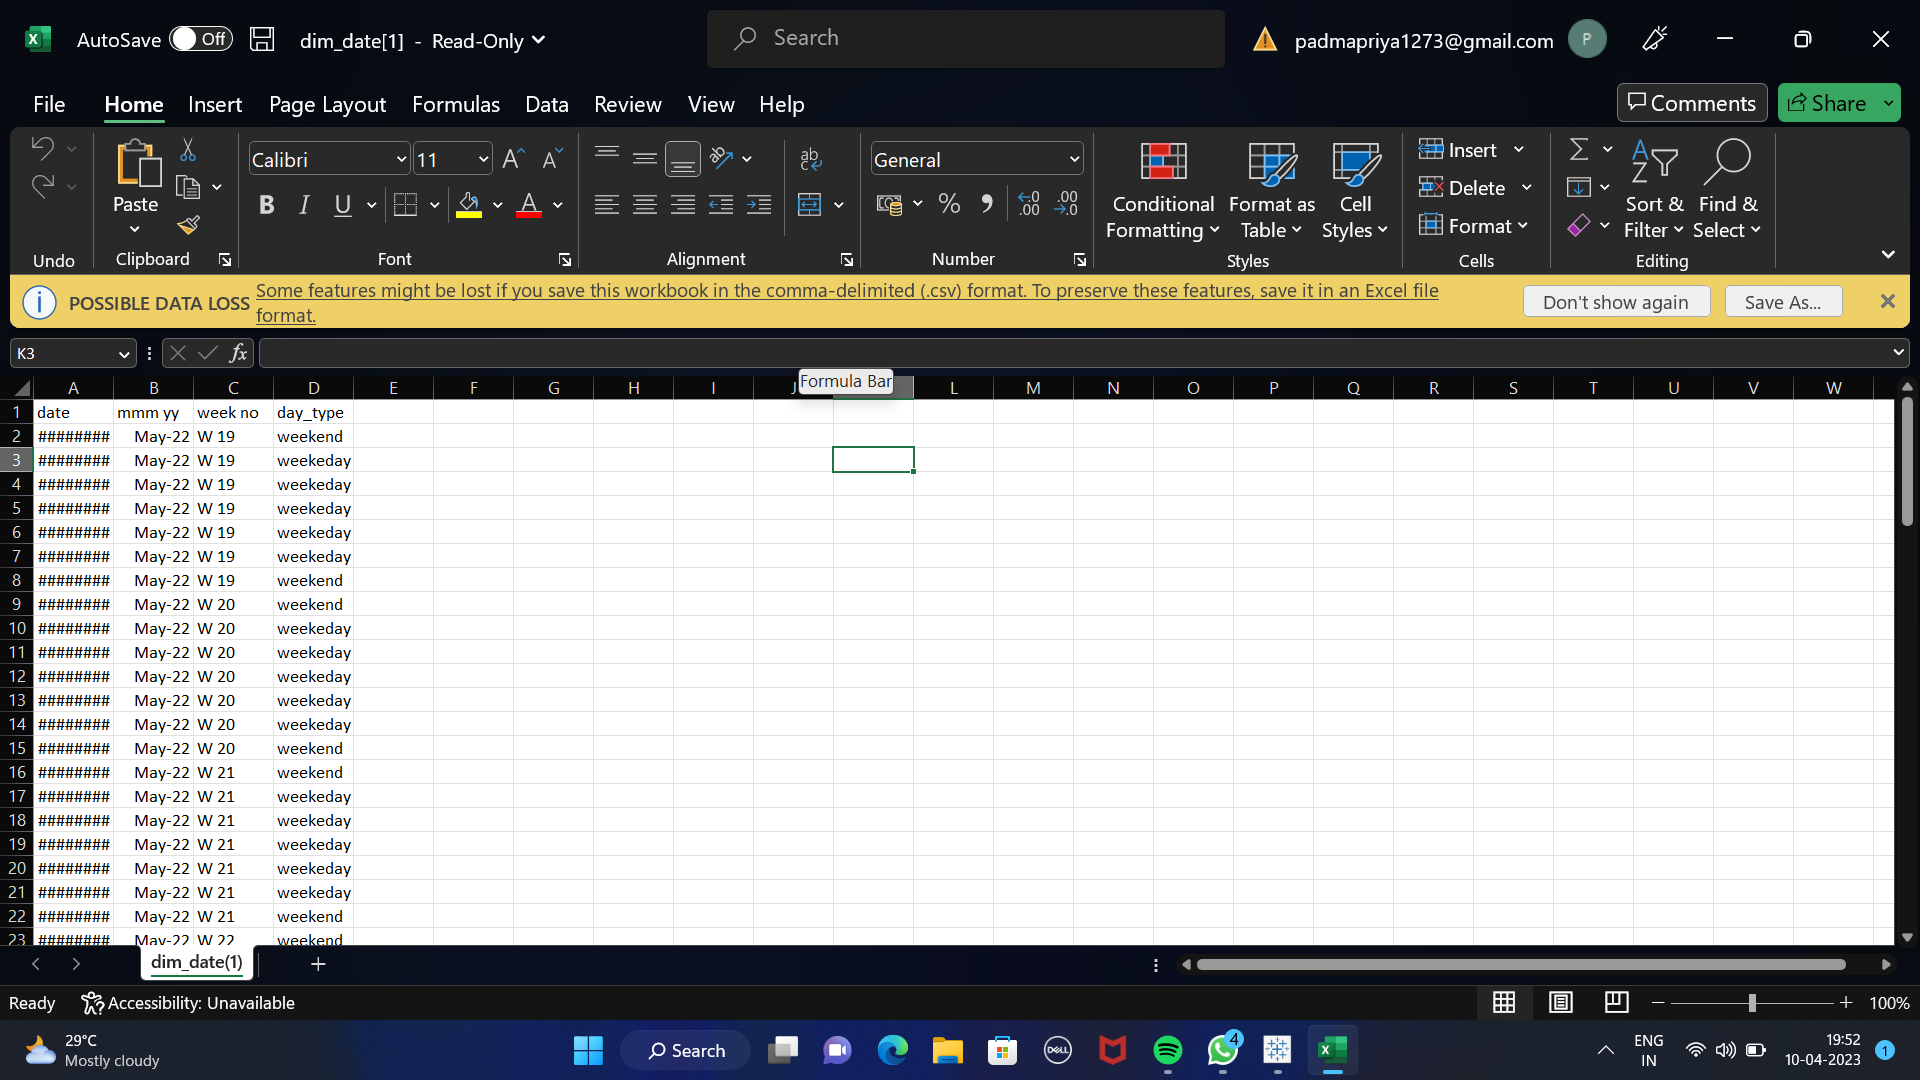 AutoSave Off dim_date[1] - Read-Only Search padmapriya1273@gmail.com P
File Home Insert Page Layout Formulas Data Review View Help Comments Share
Calibri 11 General Insert
Paste Conditional Formatting Format as Table Cell Styles Delete Sort & Filter Find & Select
B I U A % Format
Undo Clipboard Font Alignment Number Styles Cells Editing
POSSIBLE DATA LOSS Some features might be lost if you save this workbook in the comma-delimited (.csv) format. To preserve these features, save it in an Excel file
format.
Don't show again Save As...
K3 fx
Formula Bar
A B C D E F G H I J L M N O P Q R S T U V W
1 date mmm yy week no day_type
2 ######## May-22 W 19 weekend
3 ######## May-22 W 19 weekeday
4 ######## May-22 W 19 weekeday
5 ######## May-22 W 19 weekeday
6 ######## May-22 W 19 weekeday
7 ######## May-22 W 19 weekeday
8 ######## May-22 W 19 weekend
9 ######## May-22 W 20 weekend
10 ######## May-22 W 20 weekeday
11 ######## May-22 W 20 weekeday
12 ######## May-22 W 20 weekeday
13 ######## May-22 W 20 weekeday
14 ######## May-22 W 20 weekeday
15 ######## May-22 W 20 weekend
16 ######## May-22 W 21 weekend
17 ######## May-22 W 21 weekeday
18 ######## May-22 W 21 weekeday
19 ######## May-22 W 21 weekeday
20 ######## May-22 W 21 weekeday
21 ######## May-22 W 21 weekeday
22 ######## May-22 W 21 weekend
23 ######## May-22 W 22 weekend
dim_date(1)
Ready Accessibility: Unavailable 100%
29°C
Mostly cloudy
Search DELL 4
ENG
IN
19:52
10-04-2023 1